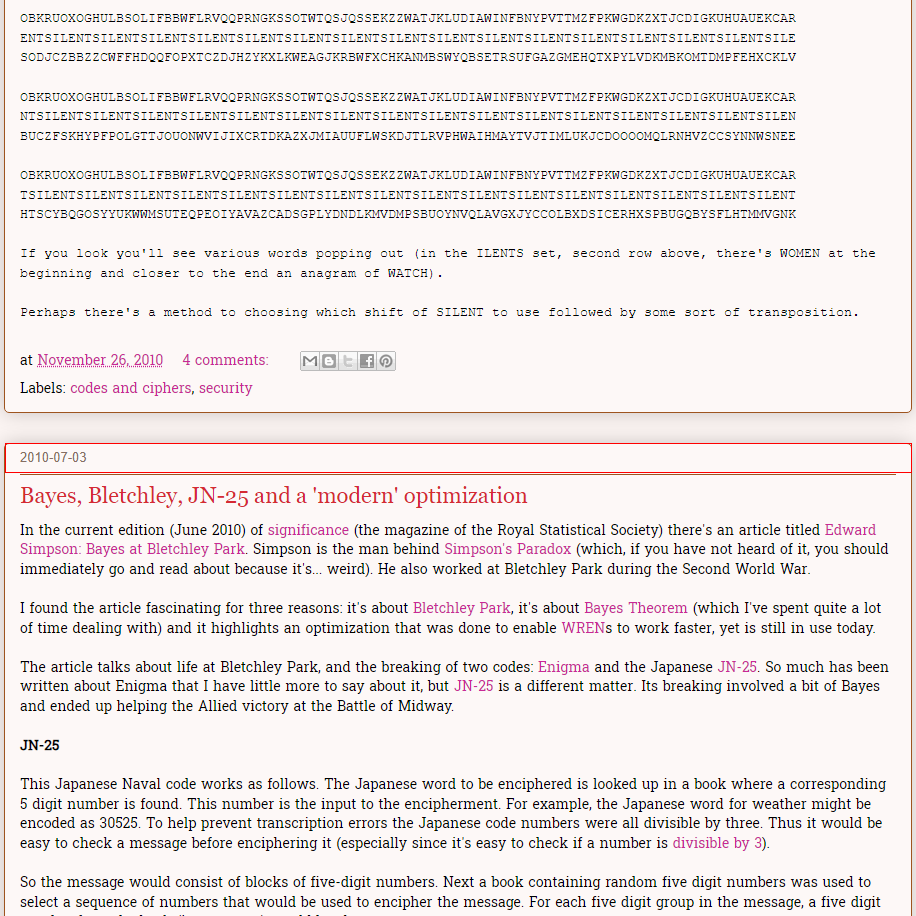 OBKRUOXOGHULBSOLIFBBWFLRVQQPRNGKSSOTWTQSJQSSEKZZWATJKLUDIAWINFBNYPVTTMZFPKWGDKZXTJCDIGKUHUAUEKCAR
ENTSILENTSILENTSILENTSILENTSILENTSILENTSILENTSILENTSILENTSILENTSILENTSILENTSILENTSILENTSILENTSILE
SODJCZBBZZCWFFHDQQFOPXTCZDJHZYKXLKWEAGJKRBWFXCHKANMBSWYQBSETRSUFGAZGMEHQTXPYLVDKMBKOMTDMPFEHXCKLV
OBKRUOXOGHULBSOLIFBBWFLRVQQPRNGKSSOTWTQSJQSSEKZZWATJKLUDIAWINFBNYPVTTMZFPKWGDKZXTJCDIGKUHUAUEKCAR
NTSILENTSILENTSILENTSILENTSILENTSILENTSILENTSILENTSILENTSILENTSILENTSILENTSILENTSILENTSILENTSILEN
BUCZFSKHYPFPOLGTTJOUONWVIJIXCRTDKAZXJMIAUUFLWSKDJTLRVPHWAIHMAYTVJTIMLUKJCDOOOOMQLRNHVZCCSYNNWSNEE
OBKRUOXOGHULBSOLIFBBWFLRVQQPRNGKSSOTWTQSJQSSEKZZWATJKLUDIAWINFBNYPVTTMZFPKWGDKZXTJCDIGKUHUAUEKCAR
TSILENTSILENTSILENTSILENTSILENTSILENTSILENTSILENTSILENTSILENTSILENTSILENTSILENTSILENTSILENTSILENT
HTSCYBQGOSYYUKWWMSUTEQPEOIYAVAZCADSGPLYDNDLKMVDMPSBUOYNVQLAVGXJYCCOLBXDSICERHXSPBUGQBYSFLHTMMVGNK
If you look you'll see various words popping out (in the ILENTS set, second row above, there's WOMEN at the
beginning and closer to the end an anagram of WATCH).
Perhaps there's a method to choosing which shift of SILENT to use followed by some sort of transposition.
at November 26, 2010 4 comments:
Labels: codes and ciphers, security
2010-07-03
Bayes, Bletchley, JN-25 and a 'modern' optimization
In the current edition (June 2010) of significance (the magazine of the Royal Statistical Society) there's an article titled Edward
Simpson: Bayes at Bletchley Park. Simpson is the man behind Simpson's Paradox (which, if you have not heard of it, you should
immediately go and read about because it's... weird). He also worked at Bletchley Park during the Second World War.
I found the article fascinating for three reasons: it's about Bletchley Park, it's about Bayes Theorem (which I've spent quite a lot
of time dealing with) and it highlights an optimization that was done to enable WRENs to work faster, yet is still in use today.
The article talks about life at Bletchley Park, and the breaking of two codes: Enigma and the Japanese JN-25. So much has been
written about Enigma that I have little more to say about it, but JN-25 is a different matter. Its breaking involved a bit of Bayes
and ended up helping the Allied victory at the Battle of Midway.
JN-25
This Japanese Naval code works as follows. The Japanese word to be enciphered is looked up in a book where a corresponding
5 digit number is found. This number is the input to the encipherment. For example, the Japanese word for weather might be
encoded as 30525. To help prevent transcription errors the Japanese code numbers were all divisible by three. Thus it would be
easy to check a message before enciphering it (especially since it's easy to check if a number is divisible by 3).
So the message would consist of blocks of five-digit numbers. Next a book containing random five digit numbers was used to
select a sequence of numbers that would be used to encipher the message. For each five digit group in the message, a five digit